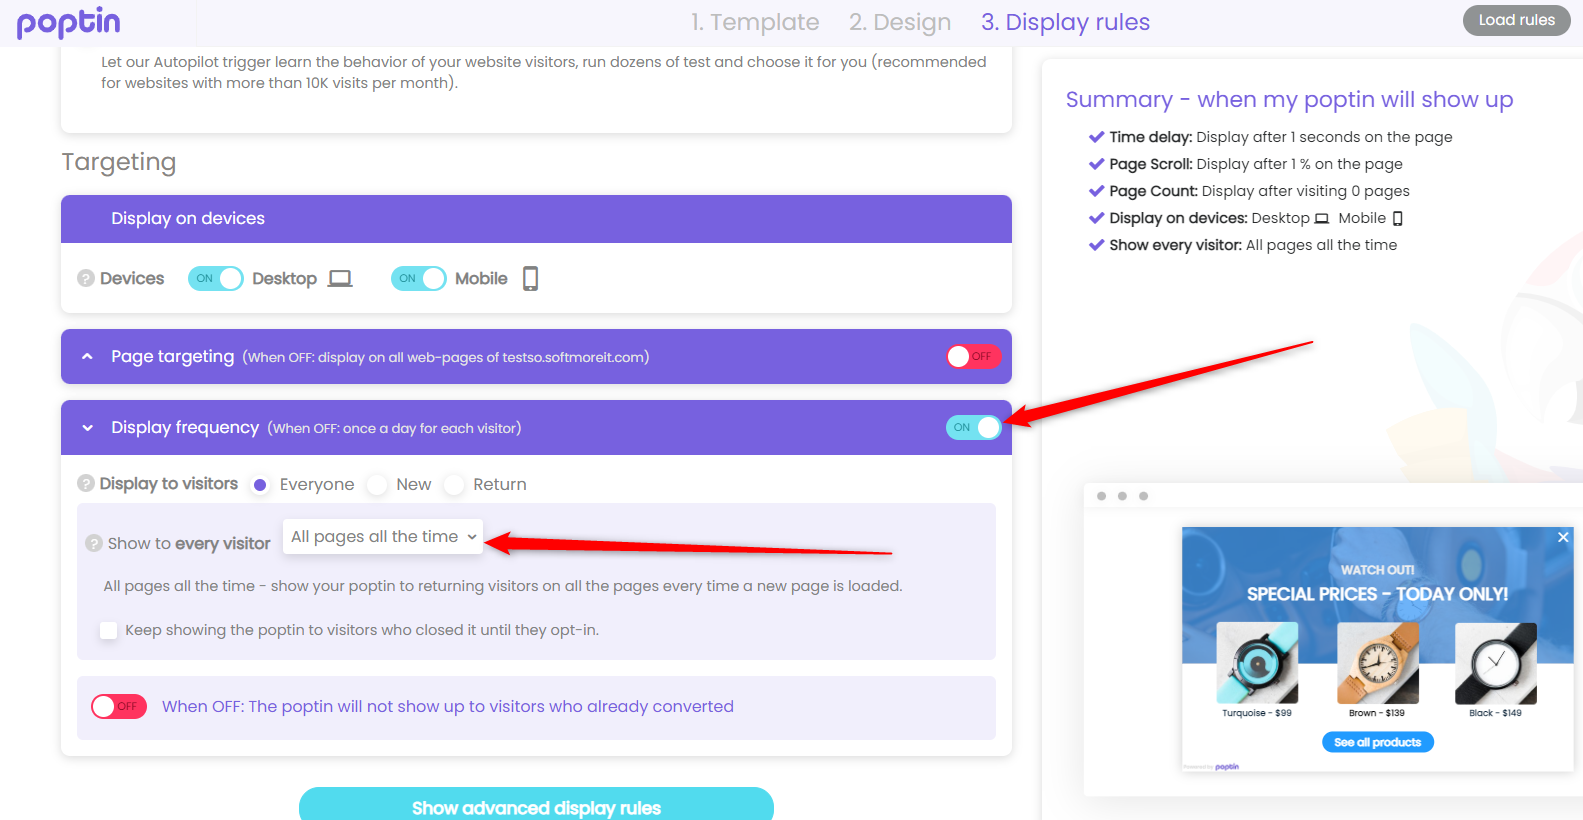 poptin
1. Template 2. Design 3. Display rules
Load rules
Let our Autopilot trigger learn the behavior of your website visitors, run dozens of test and choose it for you (recommended
for websites with more than 10K visits per month).
Targeting
Display on devices
? Devices ON Desktop ON Mobile
Page targeting (When OFF: display on all web-pages of testso.softmoreit.com) OFF
Display frequency (When OFF: once a day for each visitor) ON
? Display to visitors Everyone New Return
? Show to every visitor All pages all the time
All pages all the time - show your poptin to returning visitors on all the pages every time a new page is loaded.
Keep showing the poptin to visitors who closed it until they opt-in.
OFF When OFF: The poptin will not show up to visitors who already converted
Show advanced display rules
Summary - when my poptin will show up
Time delay: Display after 1 seconds on the page
Page Scroll: Display after 1 % on the page
Page Count: Display after visiting 0 pages
Display on devices: Desktop Mobile
Show every visitor: All pages all the time
WATCH OUT!
SPECIAL PRICES - TODAY ONLY!
Turquoise - $99 Brown - $139 Black - $149
See all products
Powered by poptin